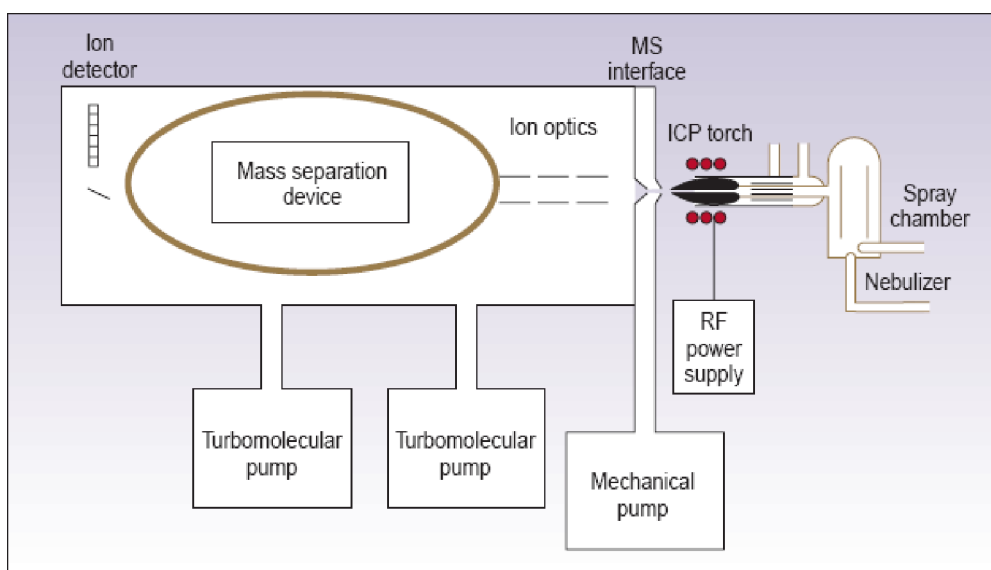 Ion
detector
MS
interface
Ion optics
ICP torch
Mass separation
device
Spray
chamber
Nebulizer
RF
power
supply
Turbomolecular
pump
Turbomolecular
pump
Mechanical
pump